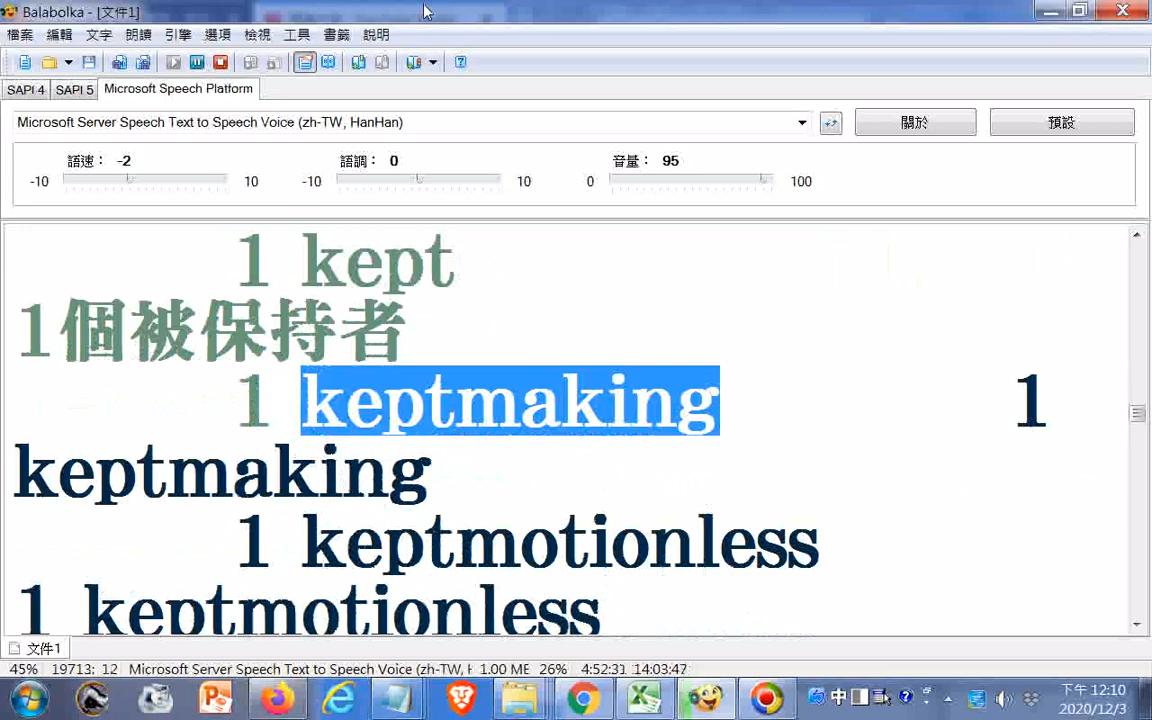 Balabolka - [文件1]
檔案 編輯 文字 朗讀 引擎 選項 檢視 工具 書籤 說明
SAPI 4 SAPI 5 Microsoft Speech Platform
Microsoft Server Speech Text to Speech Voice (zh-TW, HanHan) 關於 預設
語速： -2 語調： 0 音量： 95
-10 10 -10 10 0 100
1 kept
1個被保持者
1 keptmaking 1
keptmaking
1 keptmotionless
1 keptmotionless
文件1
45% 19713: 12 Microsoft Server Speech Text to Speech Voice (zh-TW, 1.00 ME 26% 4:52:31 14:03:47
中 下午 12:10
2020/12/3